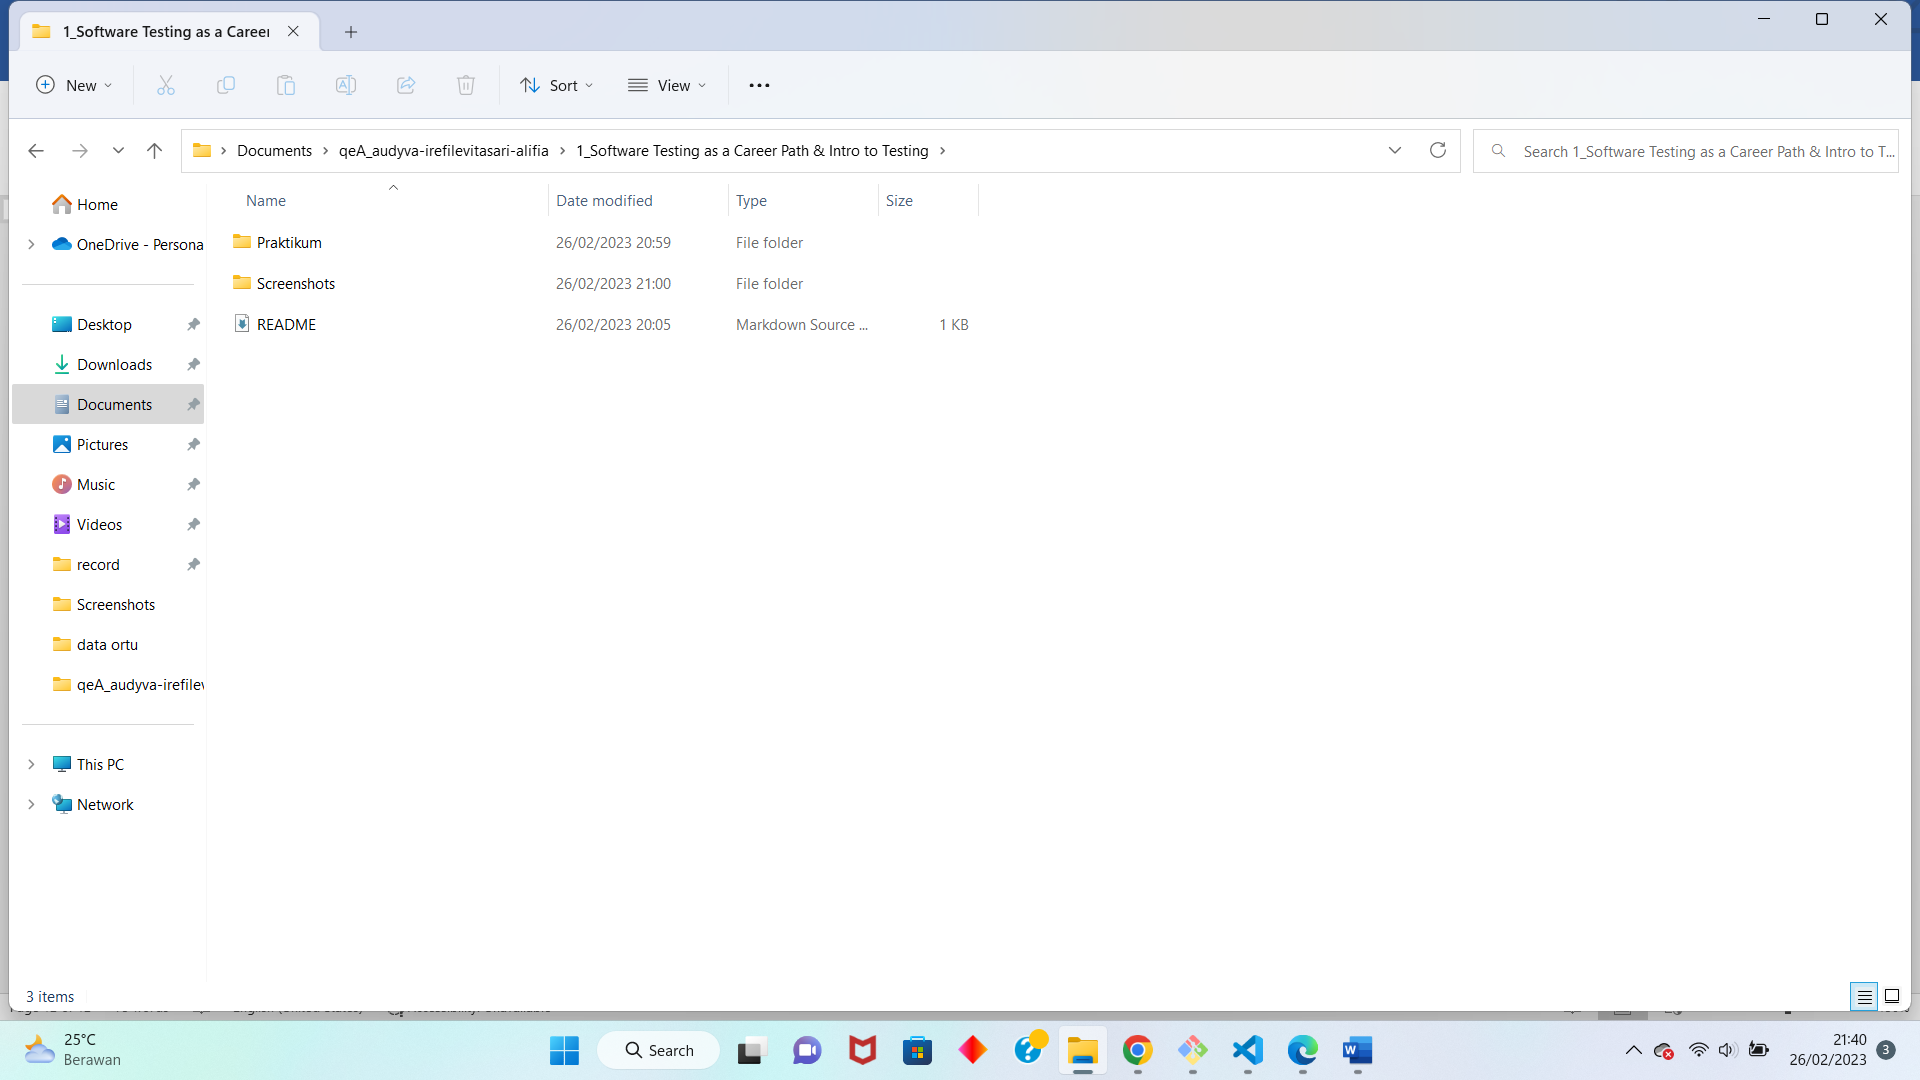 1_Software Testing as a Career
New
Sort
View
Documents
qeA_audyva-irefilevitasari-alifia
1_Software Testing as a Career Path & Intro to Testing
Search 1_Software Testing as a Career Path & Intro to T...
Home
OneDrive - Persona
Desktop
Downloads
Documents
Pictures
Music
Videos
record
Screenshots
data ortu
qeA_audyva-irefilev
This PC
Network
Name Date modified Type Size
Praktikum 26/02/2023 20:59 File folder
Screenshots 26/02/2023 21:00 File folder
README 26/02/2023 20:05 Markdown Source ... 1 KB
3 items
25°C
Berawan
Search
21:40
26/02/2023
3